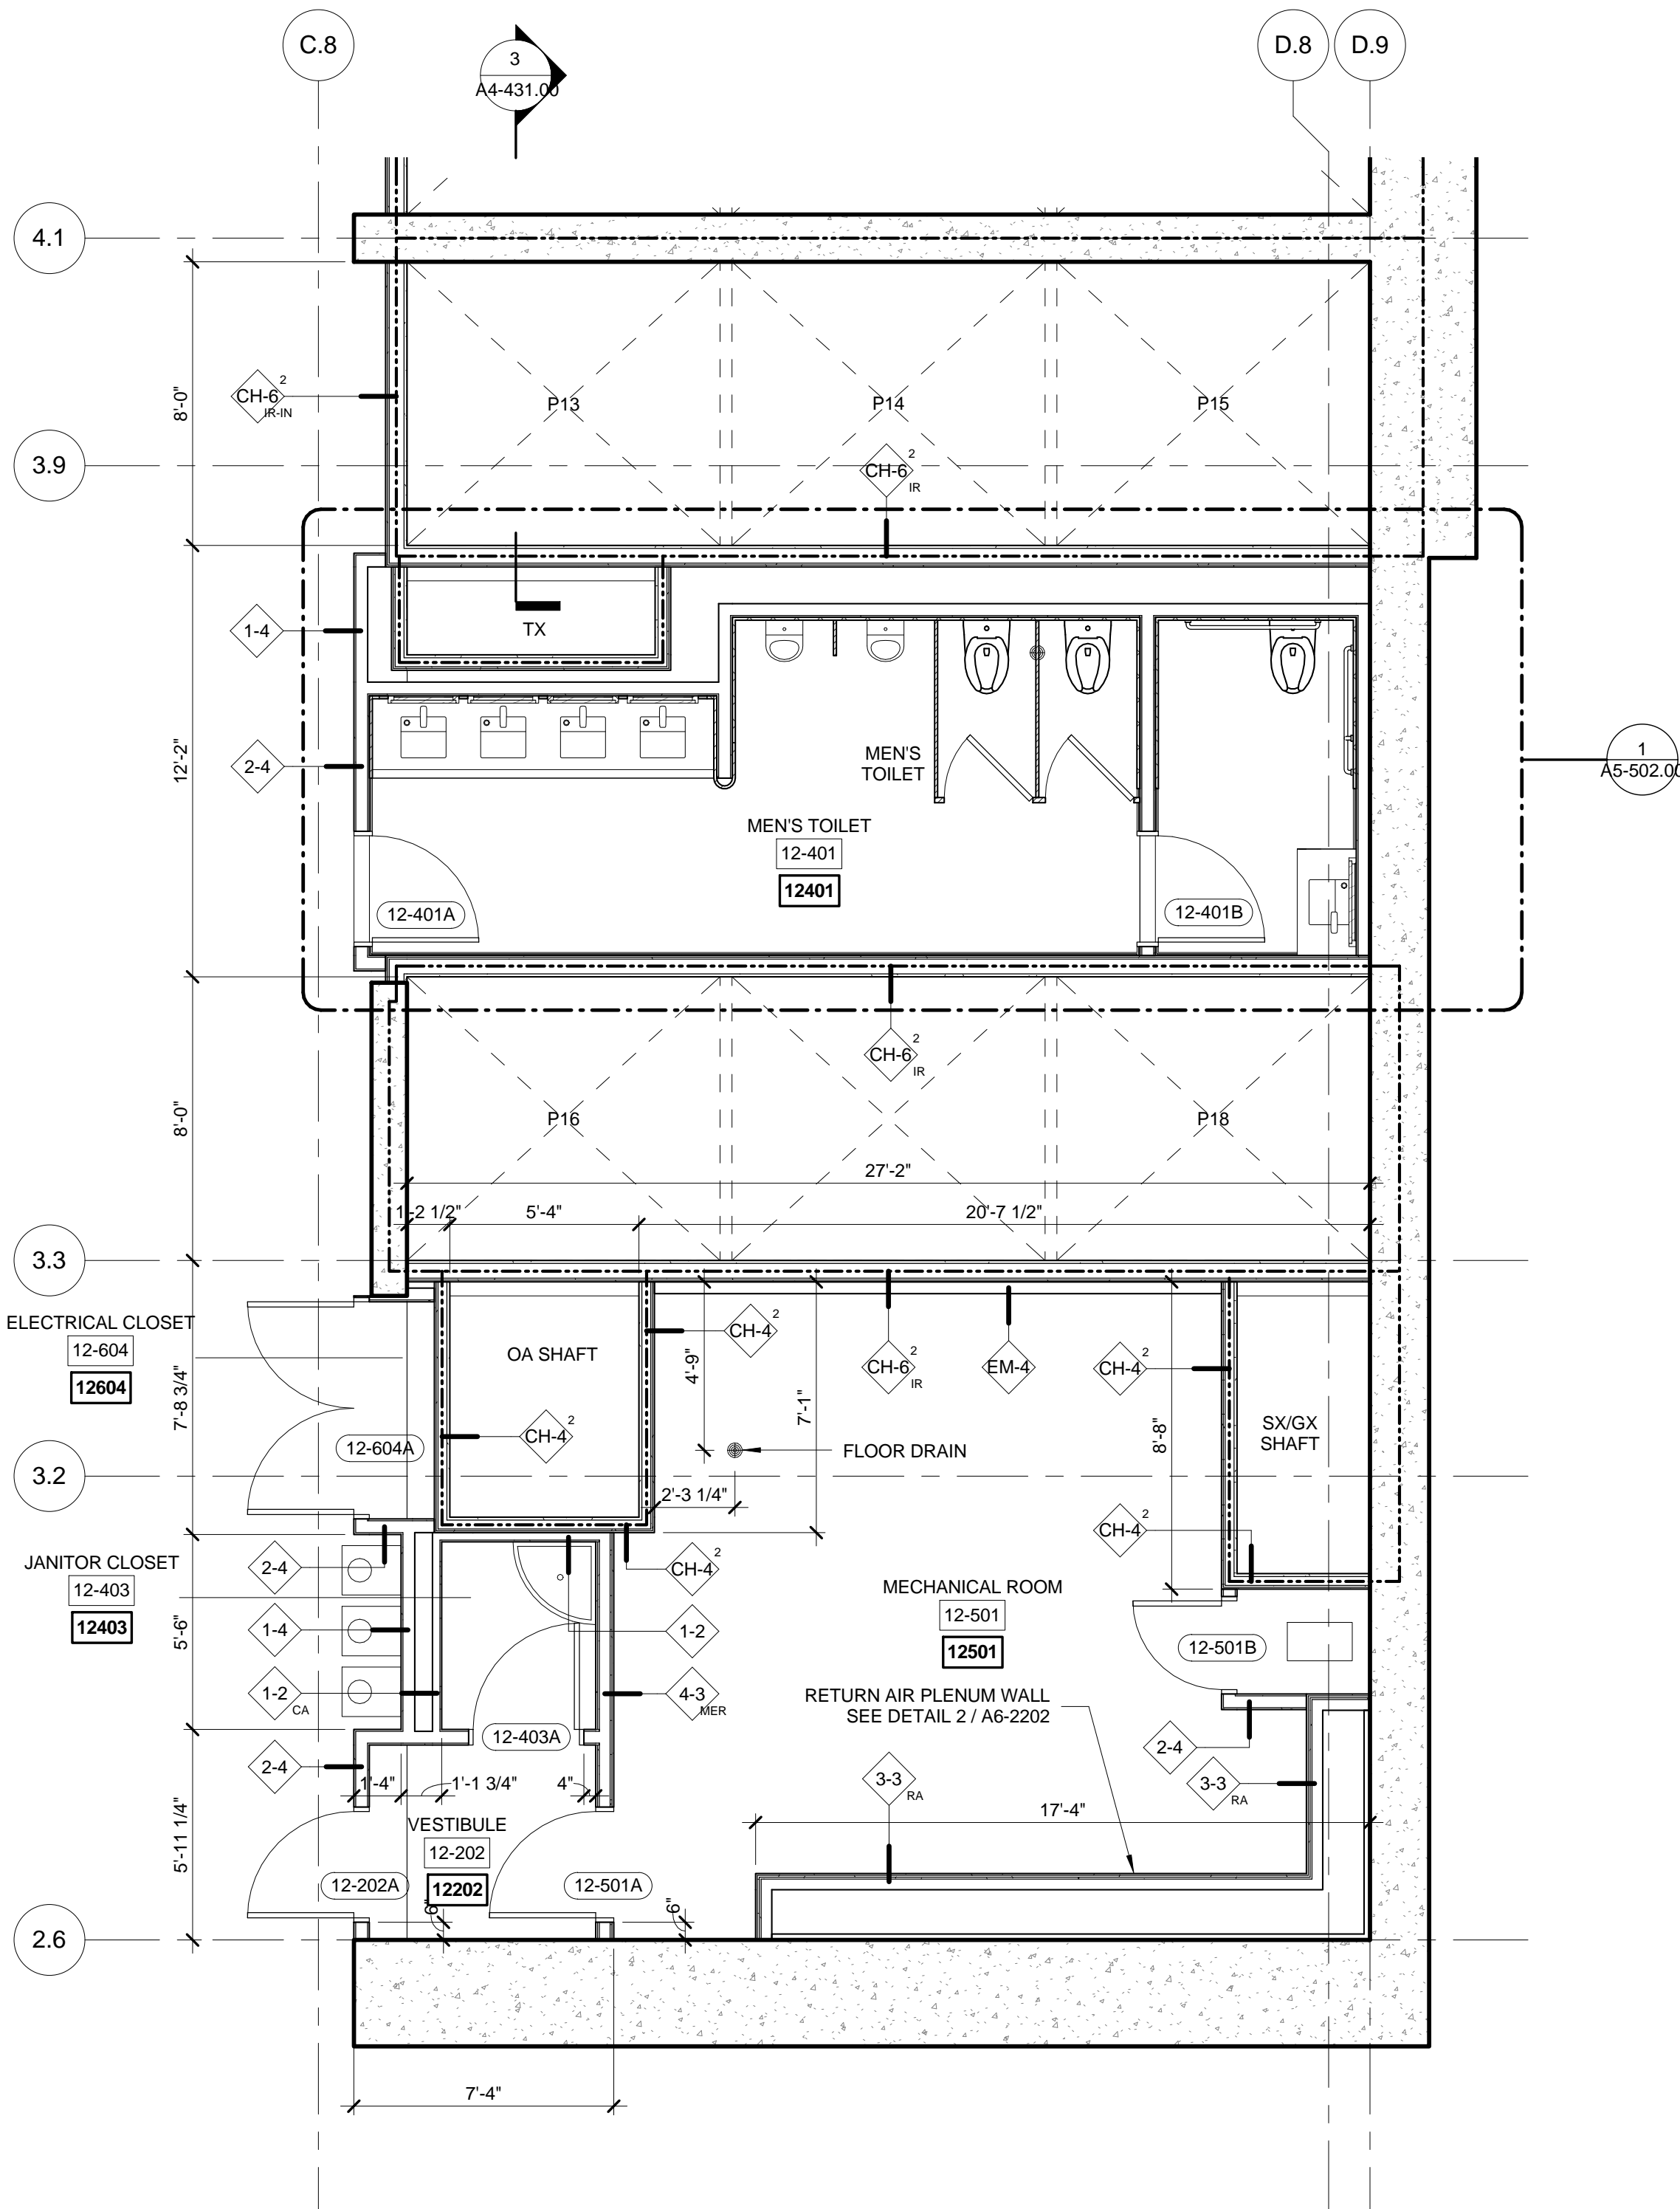 C.8
3
A4-431.00
D.8
D.9
4.1
8'-0"
CH-6
2
IR-IN
P13
P14
P15
3.9
CH-6
2
IR
1-4
TX
12'-2"
2-4
MEN'S
TOILET
1
A5-502.00
MEN'S TOILET
12-401
12401
12-401A
12-401B
CH-6
2
IR
8'-0"
P16
P18
27'-2"
1'-2 1/2"
5'-4"
20'-7 1/2"
3.3
ELECTRICAL CLOSET
12-604
12604
OA SHAFT
CH-4
2
4'-9"
CH-6
2
IR
EM-4
CH-4
2
7'-8 3/4"
7'-1"
8'-8"
SX/GX
SHAFT
CH-4
2
12-604A
FLOOR DRAIN
3.2
2'-3 1/4"
CH-4
2
JANITOR CLOSET
12-403
12403
2-4
CH-4
2
MECHANICAL ROOM
12-501
12501
5'-6"
1-4
1-2
12-501B
1-2
CA
4-3
MER
RETURN AIR PLENUM WALL
SEE DETAIL 2 / A6-2202
12-403A
2-4
2-4
1'-4"
1'-1 3/4"
4"
3-3
RA
3-3
RA
17'-4"
5'-11 1/4"
VESTIBULE
12-202
12202
12-202A
12-501A
6"
6"
2.6
7'-4"